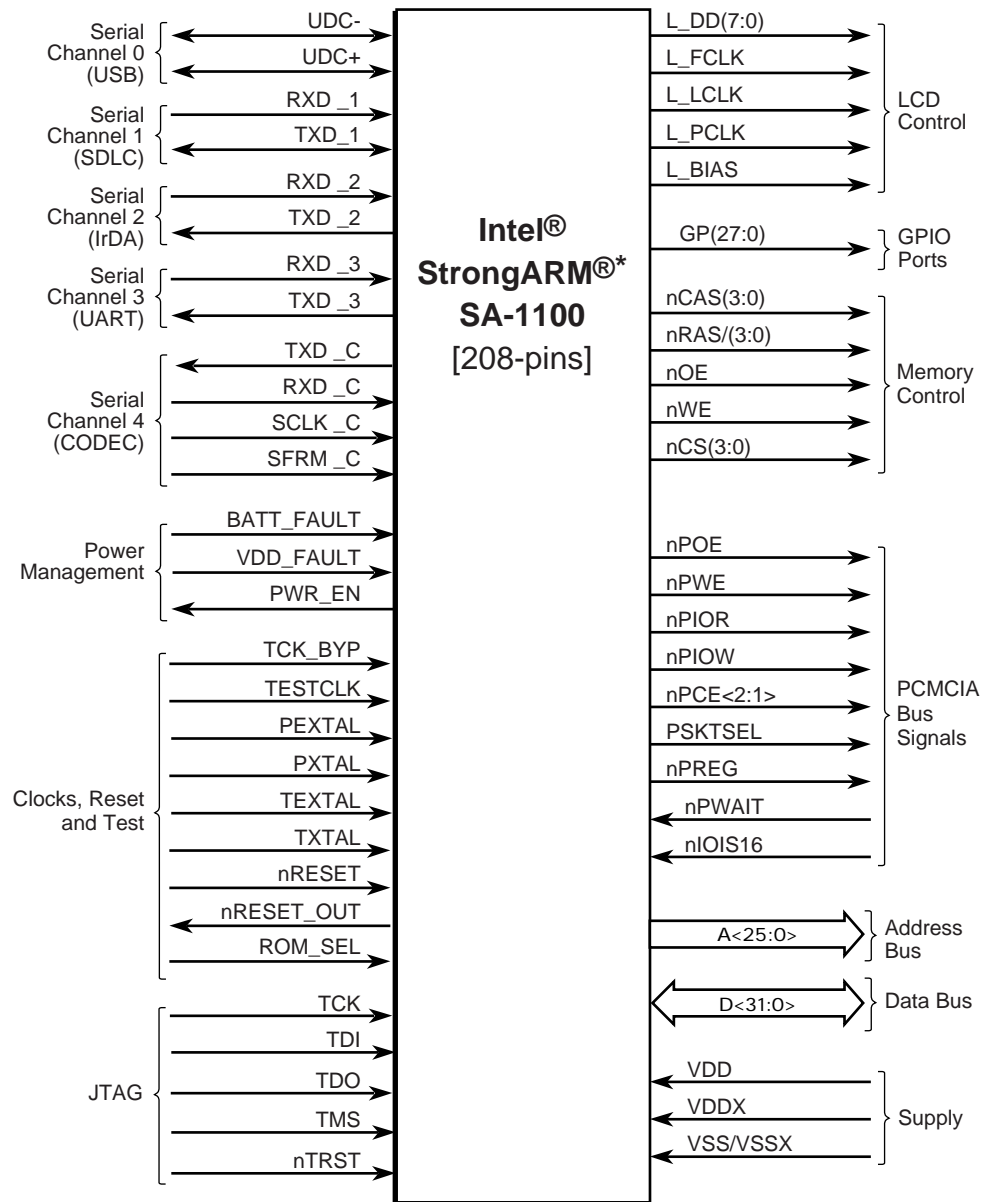 Serial
Channel 0
(USB)
UDC-
UDC+
Serial
Channel 1
(SDLC)
RXD _1
TXD _1
Serial
Channel 2
(IrDA)
RXD _2
TXD _2
Serial
Channel 3
(UART)
RXD _3
TXD _3
Serial
Channel 4
(CODEC)
TXD _C
RXD _C
SCLK _C
SFRM _C
Power
Management
BATT_FAULT
VDD_FAULT
PWR_EN
Clocks, Reset
and Test
TCK_BYP
TESTCLK
PEXTAL
PXTAL
TEXTAL
TXTAL
nRESET
nRESET_OUT
ROM_SEL
JTAG
TCK
TDI
TDO
TMS
nTRST
Intel®
StrongARM®*
SA-1100
[208-pins]
L_DD(7:0)
L_FCLK
L_LCLK
L_PCLK
L_BIAS
LCD
Control
GP(27:0)
GPIO
Ports
nCAS(3:0)
nRAS/(3:0)
nOE
nWE
nCS(3:0)
Memory
Control
nPOE
nPWE
nPIOR
nPIOW
nPCE<2:1>
PSKTSEL
nPREG
nPWAIT
nIOIS16
PCMCIA
Bus
Signals
A<25:0>
Address
Bus
D<31:0>
Data Bus
VDD
VDDX
VSS/VSSX
Supply